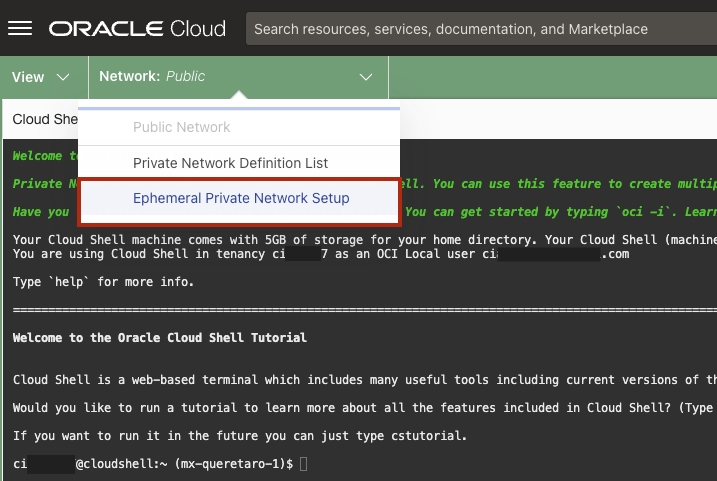 ORACLE Cloud
Search resources, services, documentation, and Marketplace
View
Network: Public
Cloud She
Public Network
Private Network Definition List
Ephemeral Private Network Setup
Welcome t
Private N ell. You can use this feature to create multip
Have you You can get started by typing `oci -i`. Learn
Your Cloud Shell machine comes with 5GB of storage for your home directory. Your Cloud Shell (machine
You are using Cloud Shell in tenancy ci 7 as an OCI Local user ci .com
Type `help` for more info.
Welcome to the Oracle Cloud Shell Tutorial
Cloud Shell is a web-based terminal which includes many useful tools including current versions of th
Would you like to run a tutorial to learn more about all the features included in Cloud Shell? (Type
If you want to run it in the future you can just type cstutorial.
ci @cloudshell:~ (mx-queretaro-1)$